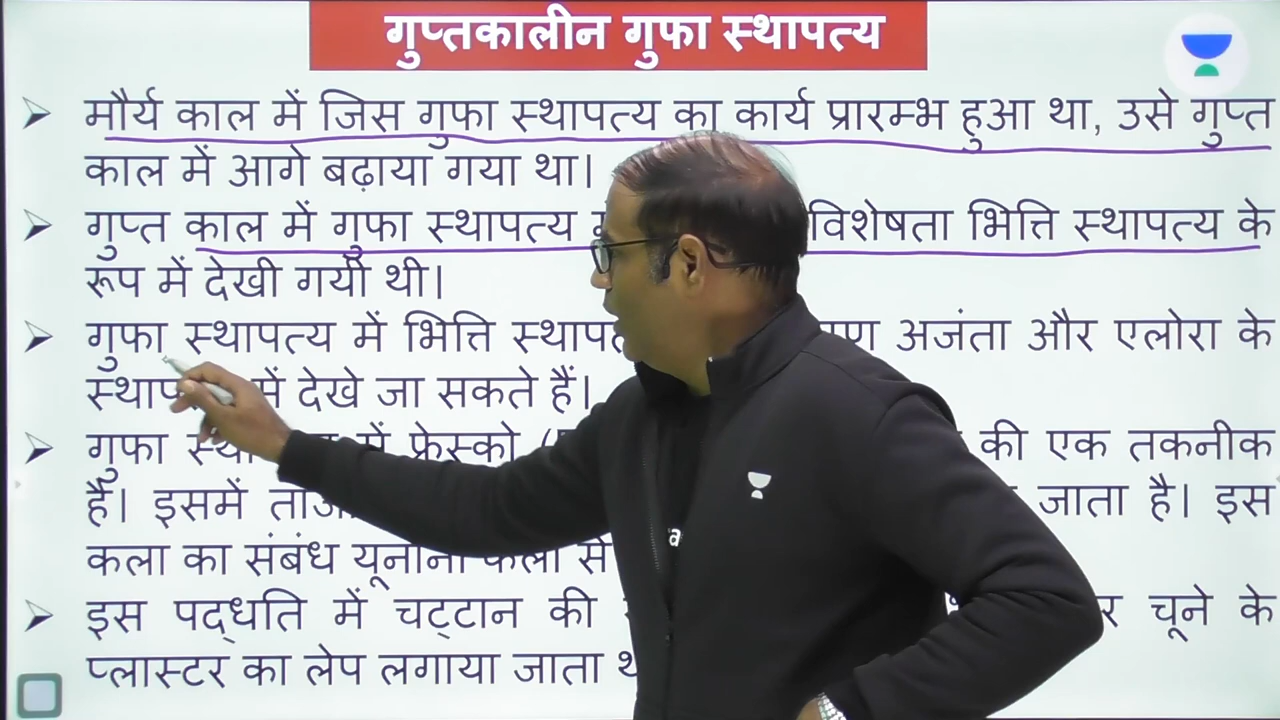 गुप्तकालीन गुफा स्थापत्य
मौर्य काल में जिस गुफा स्थापत्य का कार्य प्रारम्भ हुआ था, उसे गुप्त
काल में आगे बढ़ाया गया था।
गुप्त काल में गुफा स्थापत्य विशेषता भित्ति स्थापत्य के
रूप में देखी गयी थी।
गुफा स्थापत्य में भित्ति अजंता और एलोरा के
में देखे जा सकते हैं।
गुफा में फ्रेस्को की एक तकनीक
है। इसमें जाता है। इस
कला का संबंध यूनानी कला से
इस पद्धति में चट्टान की चूने के
प्लास्टर का लेप लगाया जाता